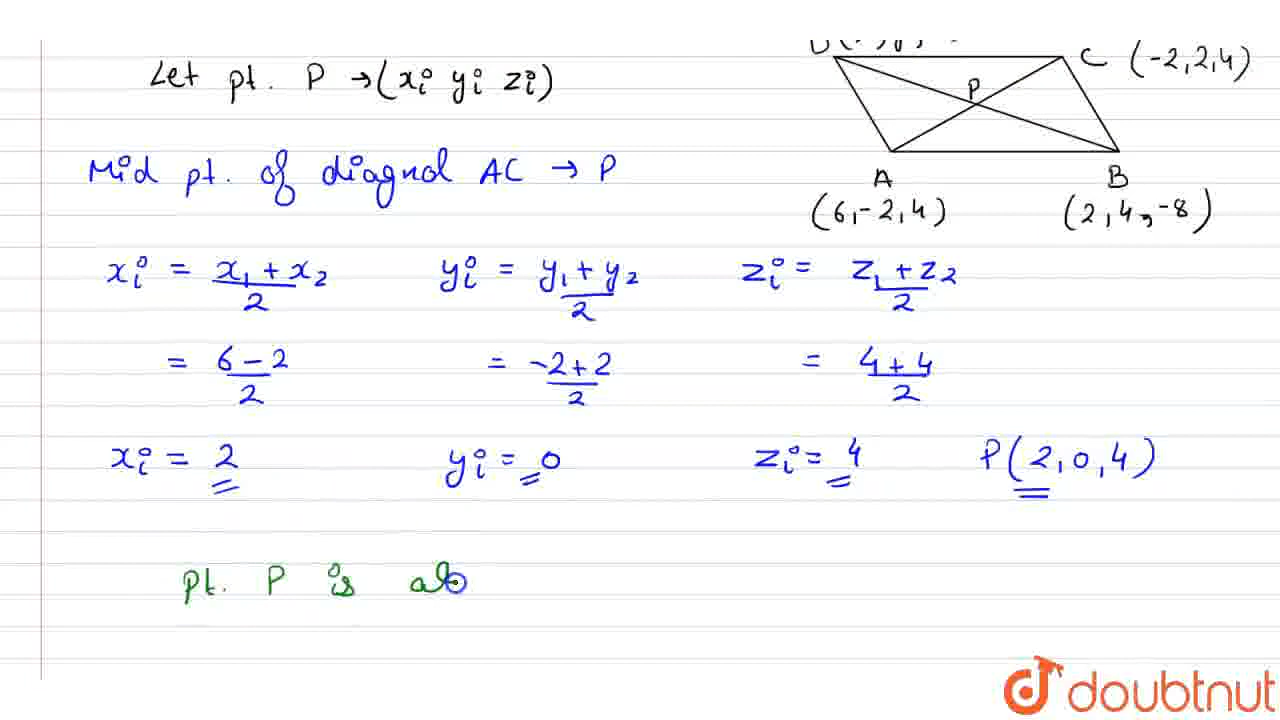 Let pt. P → (xi yi zi)
C (-2,2,4)
P
Mid pt. of diagnol AC → P
A
B
(6,-2,4)
(2,4,-8)
xi = x₁ + x₂ / 2
yi = y₁ + y₂ / 2
zi = z₁ + z₂ / 2
= 6 - 2 / 2
= -2 + 2 / 2
= 4 + 4 / 2
xi = 2
yi = 0
zi = 4
P(2,0,4)
pt. P is
doubtnut